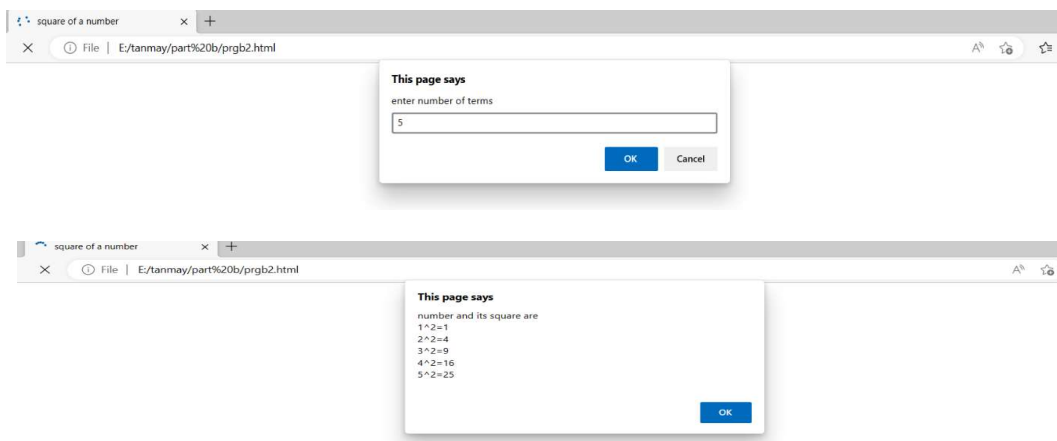 square of a number
File | E:/tanmay/part%20b/prgb2.html
This page says
enter number of terms
5
OK Cancel
square of a number
File | E:/tanmay/part%20b/prgb2.html
This page says
number and its square are
1^2=1
2^2=4
3^2=9
4^2=16
5^2=25
OK